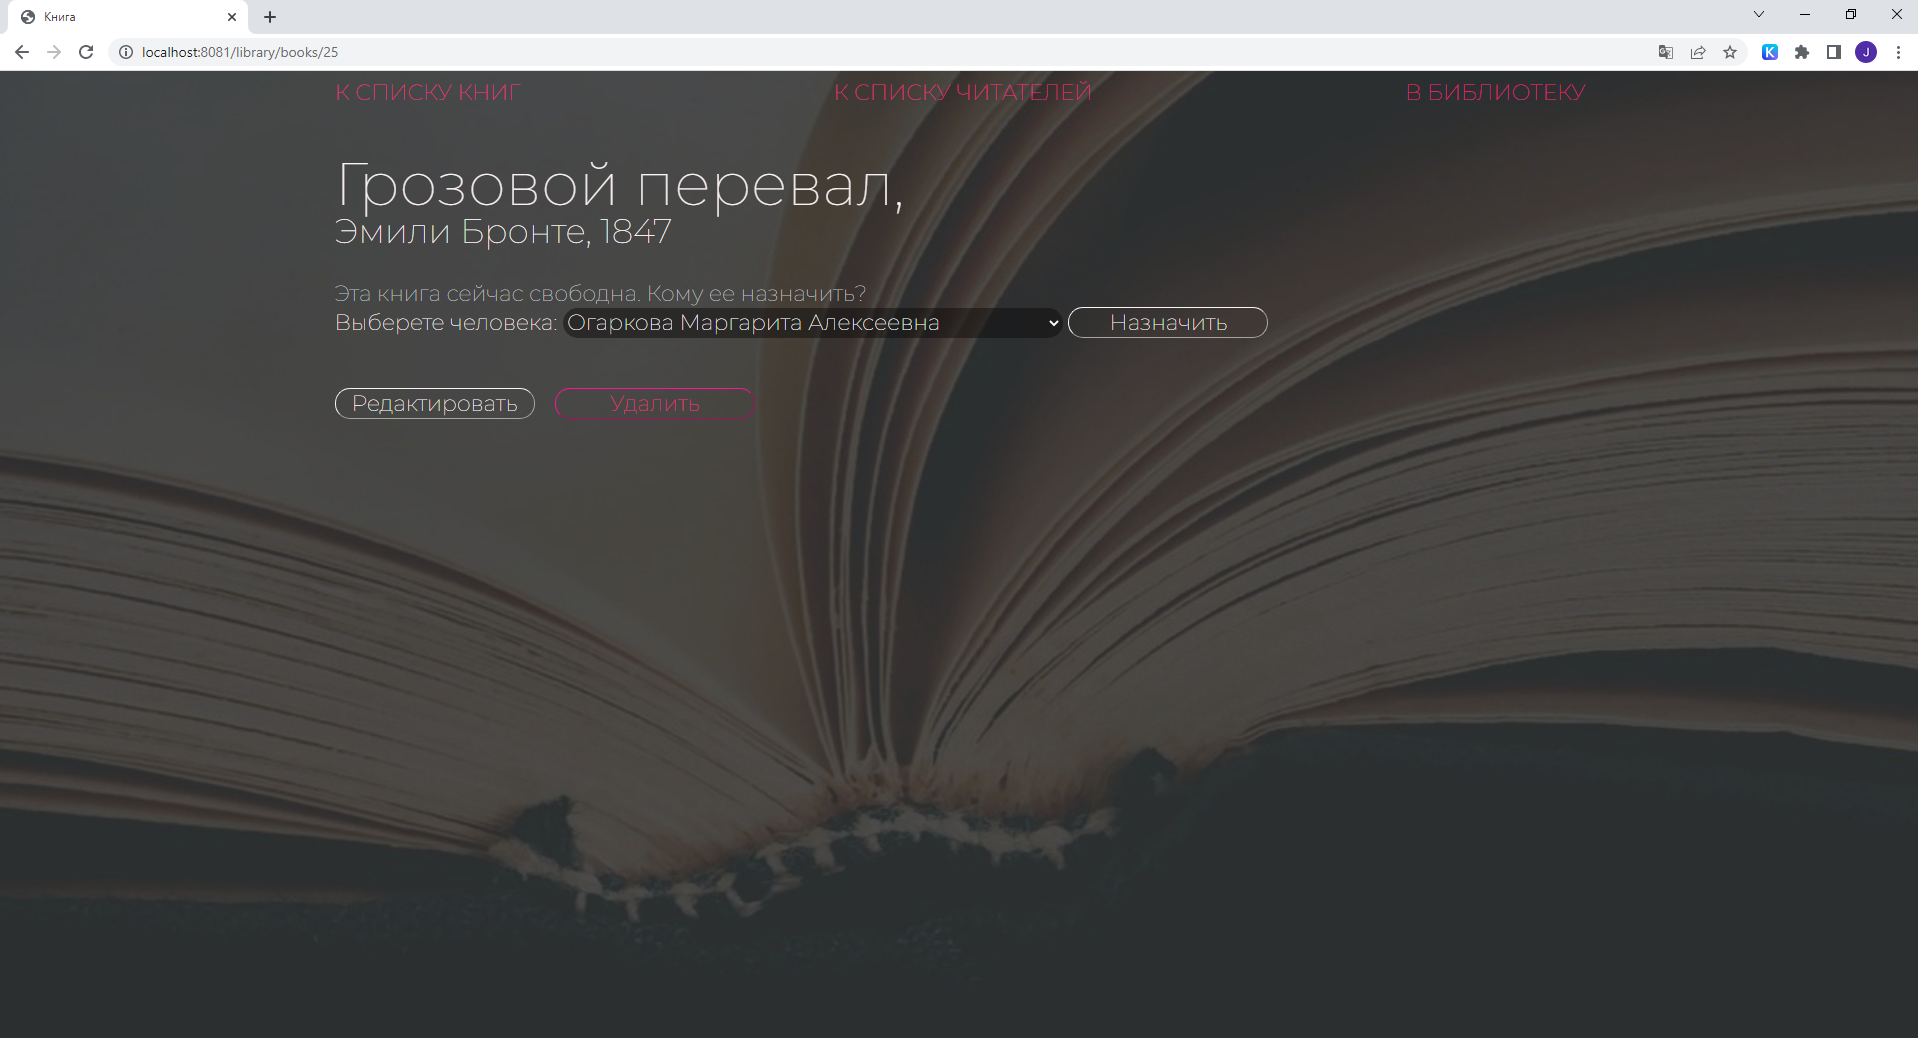 Книга
localhost:8081/library/books/25
K
J
К СПИСКУ КНИГ
К СПИСКУ ЧИТАТЕЛЕЙ
В БИБЛИОТЕКУ
Грозовой перевал,
Эмили Бронте, 1847
Эта книга сейчас свободна. Кому ее назначить?
Выберете человека: Огаркова Маргарита Алексеевна Назначить
Редактировать Удалить